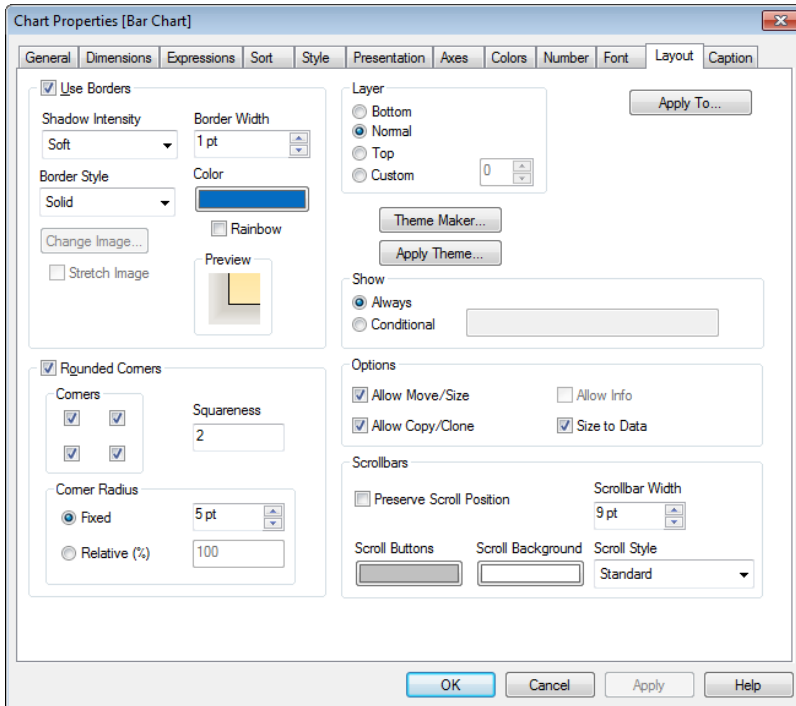 Chart Properties [Bar Chart]
General Dimensions Expressions Sort Style Presentation Axes Colors Number Font Layout Caption
Use Borders
Shadow Intensity
Soft
Border Width
1 pt
Border Style
Solid
Color
Rainbow
Change Image...
Stretch Image
Preview
Layer
Bottom
Normal
Top
Custom
0
Apply To...
Theme Maker...
Apply Theme...
Show
Always
Conditional
Rounded Corners
Corners
Squareness
2
Corner Radius
Fixed
5 pt
Relative (%)
100
Options
Allow Move/Size
Allow Info
Allow Copy/Clone
Size to Data
Scrollbars
Preserve Scroll Position
Scrollbar Width
9 pt
Scroll Buttons
Scroll Background
Scroll Style
Standard
OK
Cancel
Apply
Help